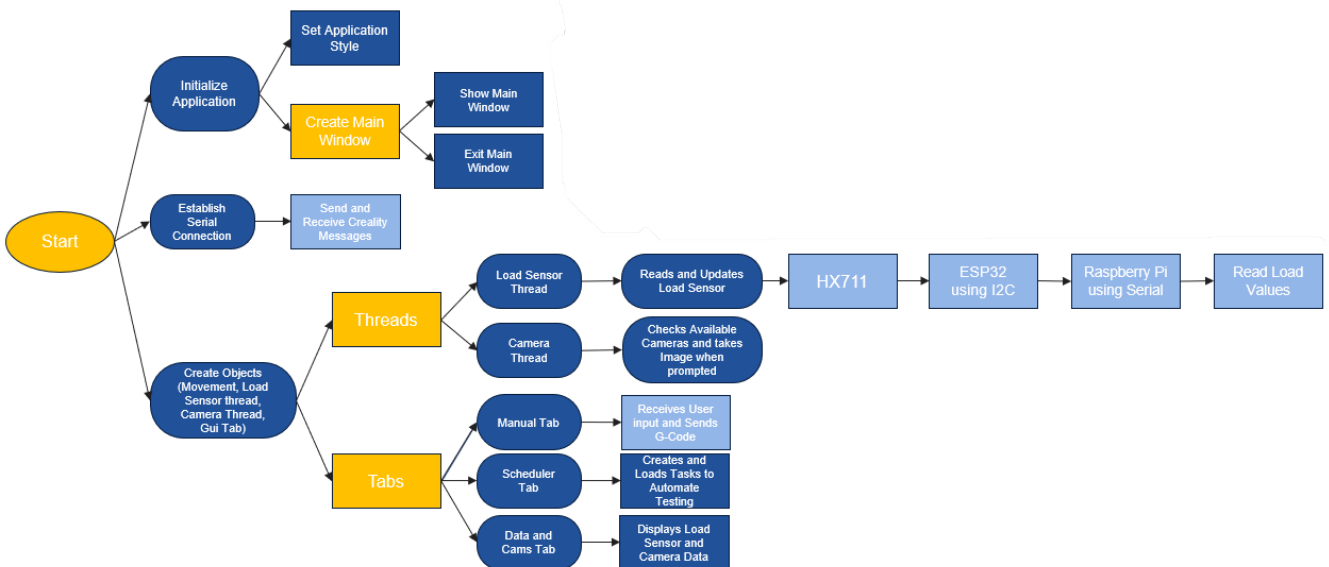 Set Application
Style
Initialize
Application
Create Main
Window
Show Main
Window
Exit Main
Window
Start
Establish
Serial
Connection
Send and
Receive Creality
Messages
Create Objects
(Movement, Load
Sensor thread,
Camera Thread,
Gui Tab)
Threads
Load Sensor
Thread
Reads and Updates
Load Sensor
HX711
ESP32
using I2C
Raspberry Pi
using Serial
Read Load
Values
Camera
Thread
Checks Available
Cameras and takes
Image when
prompted
Tabs
Manual Tab
Receives User
input and Sends
G-Code
Scheduler
Tab
Creates and
Loads Tasks to
Automate
Testing
Data and
Cams Tab
Displays Load
Sensor and
Camera Data